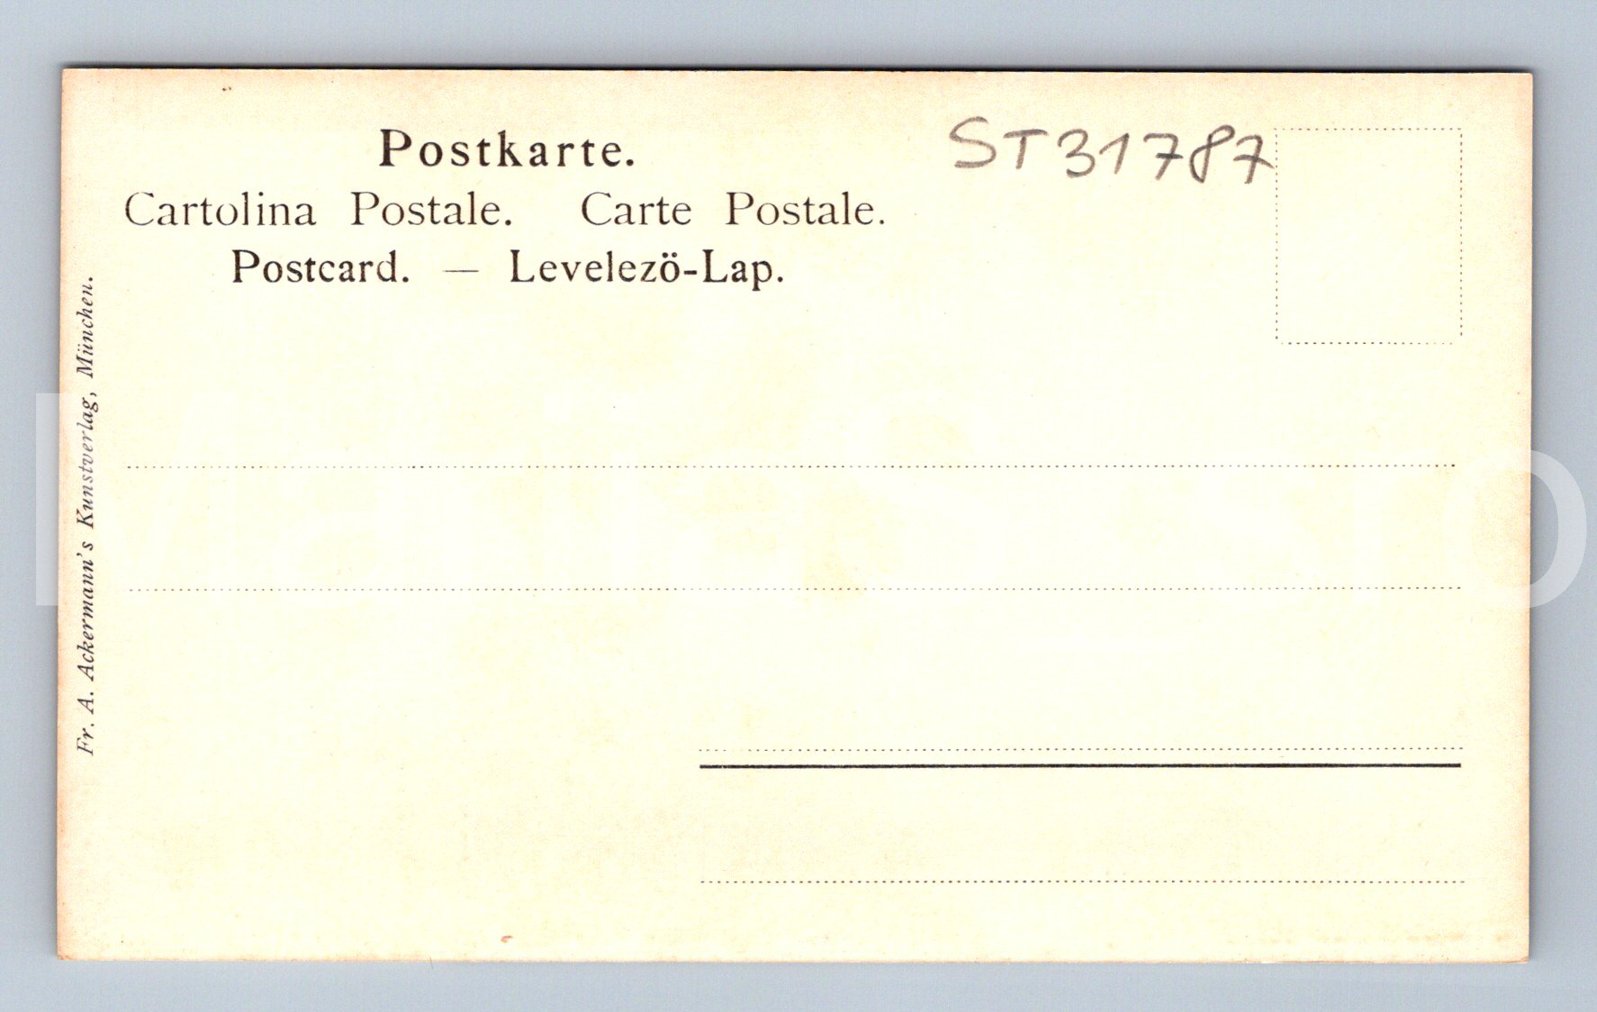 Postkarte.
ST31787
Cartolina Postale. Carte Postale.
Postcard. — Levelezö-Lap.
Fr. A. Ackermann's Kunstverlag, München.